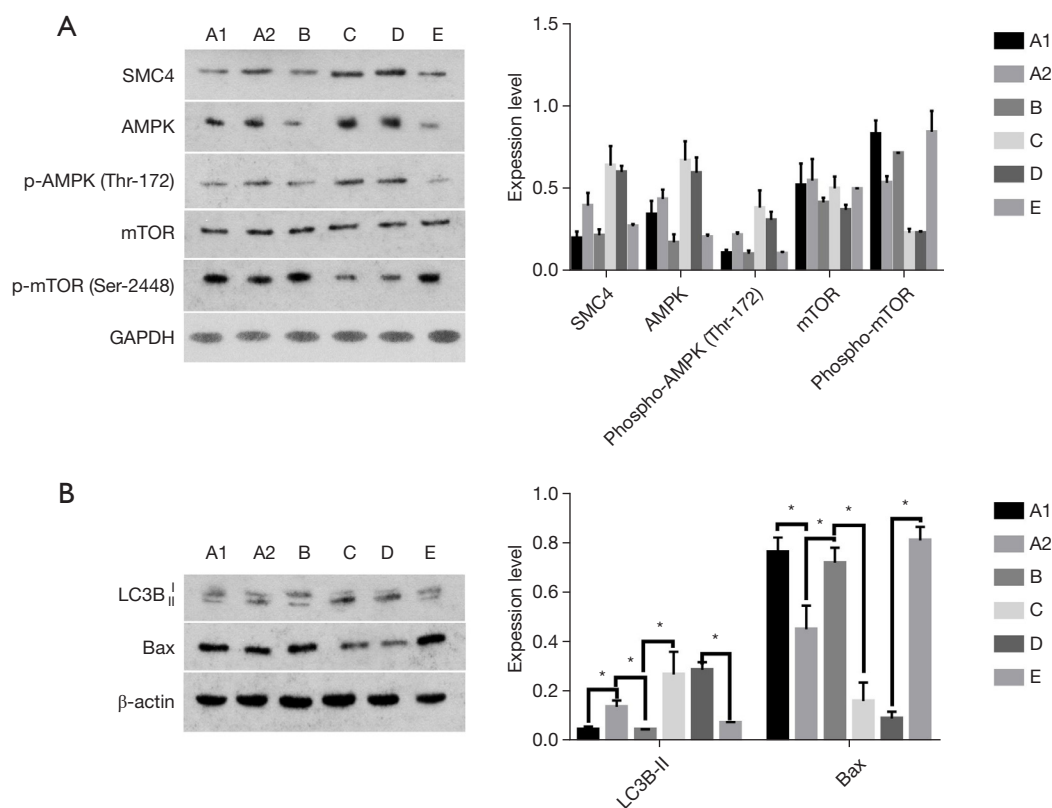 A
A1 A2 B C D E
SMC4
AMPK
p-AMPK (Thr-172)
mTOR
p-mTOR (Ser-2448)
GAPDH
Expession level
1.5
1.0
0.5
0.0
SMC4
AMPK
Phospho-AMPK (Thr-172)
mTOR
Phospho-mTOR
A1
A2
B
C
D
E
B
A1 A2 B C D E
LC3B I
II
Bax
β-actin
Expession level
1.0
0.8
0.6
0.4
0.2
0.0
* * * *
* * * *
LC3B-II
Bax
A1
A2
B
C
D
E